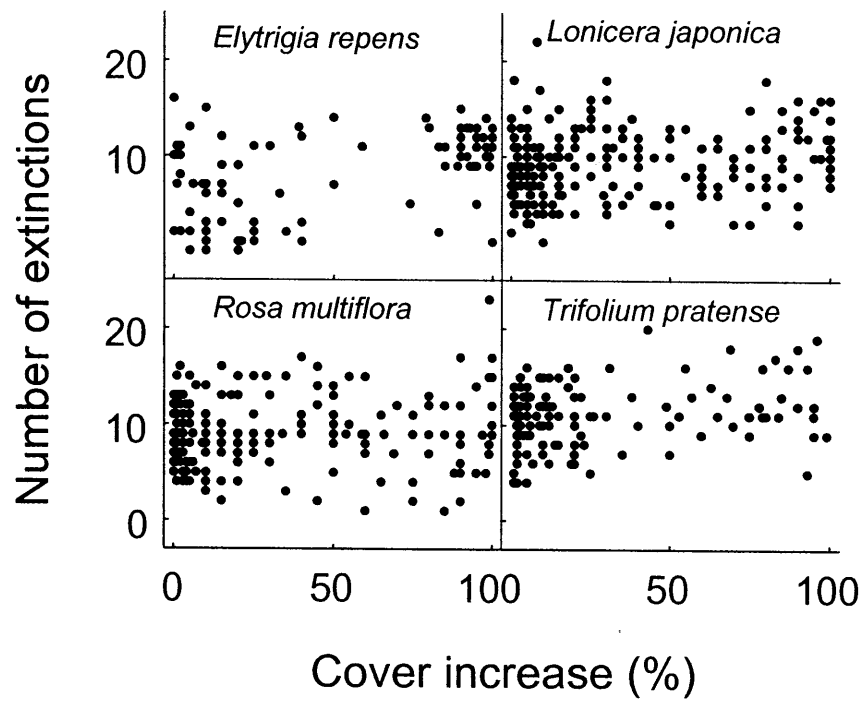 Number of extinctions
Elytrigia repens
Lonicera japonica
20
10
Rosa multiflora
Trifolium pratense
20
10
0
0 50 100 50 100
Cover increase (%)